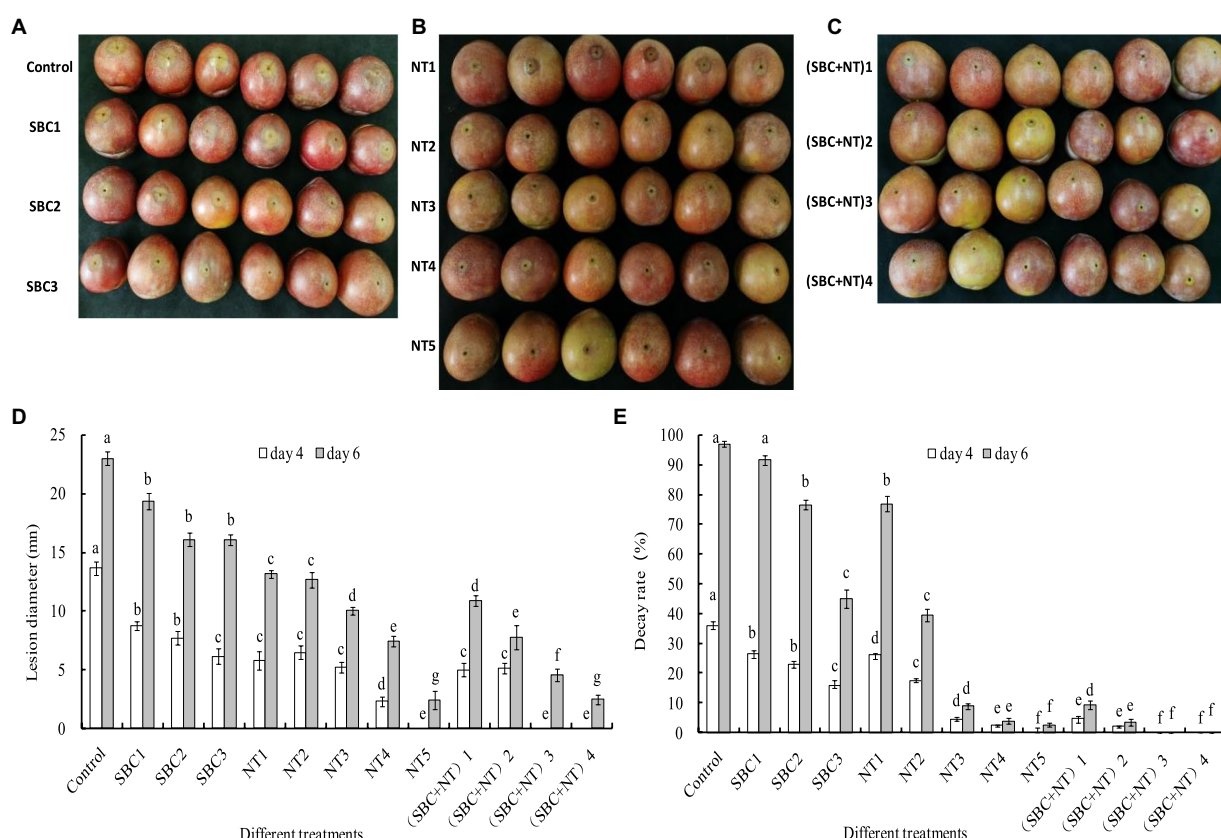 A
Control
SBC1
SBC2
SBC3
B
NT1
NT2
NT3
NT4
NT5
C
(SBC+NT)1
(SBC+NT)2
(SBC+NT)3
(SBC+NT)4
D
Lesion diameter (mn)
25
20
15
10
5
0
day 4 day 6
a a b b b b c b c c c c c d d e e g c d c e e f e g
Control SBC1 SBC2 SBC3 NT1 NT2 NT3 NT4 NT5 (SBC+NT) 1 (SBC+NT) 2 (SBC+NT) 3 (SBC+NT) 4
Different treatments
E
Decay rate (%)
100
90
80
70
60
50
40
30
20
10
0
day 4 day 6
a a b a b b c c d b c c d d e e f f e d e e f f f f
Control SBC1 SBC2 SBC3 NT1 NT2 NT3 NT4 NT5 (SBC+NT) 1 (SBC+NT) 2 (SBC+NT) 3 (SBC+NT) 4
Different treatments